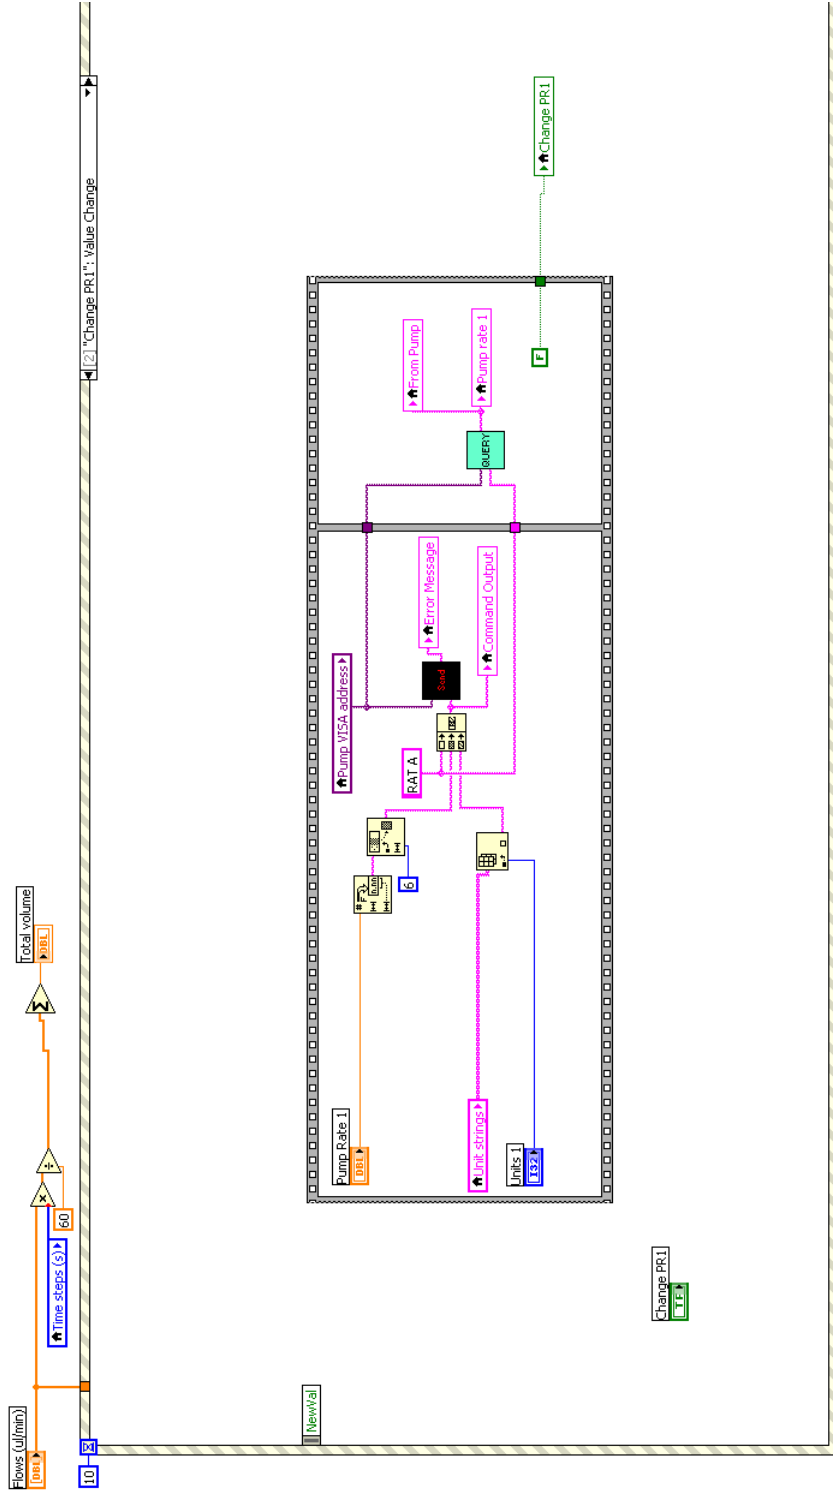 Flows (ul/min)
[DBL]
Time steps (s)
60
Total volume
DBL
10
[2] "Change PR1": Value Change
NewVal
Pump Rate 1
DBL
Unit strings
Units 1
I32
6
RAT A
Pump VISA address
Send
Error Message
Command Output
QUERY
From Pump
Pump rate 1
F
Change PR1
Change PR1
TF